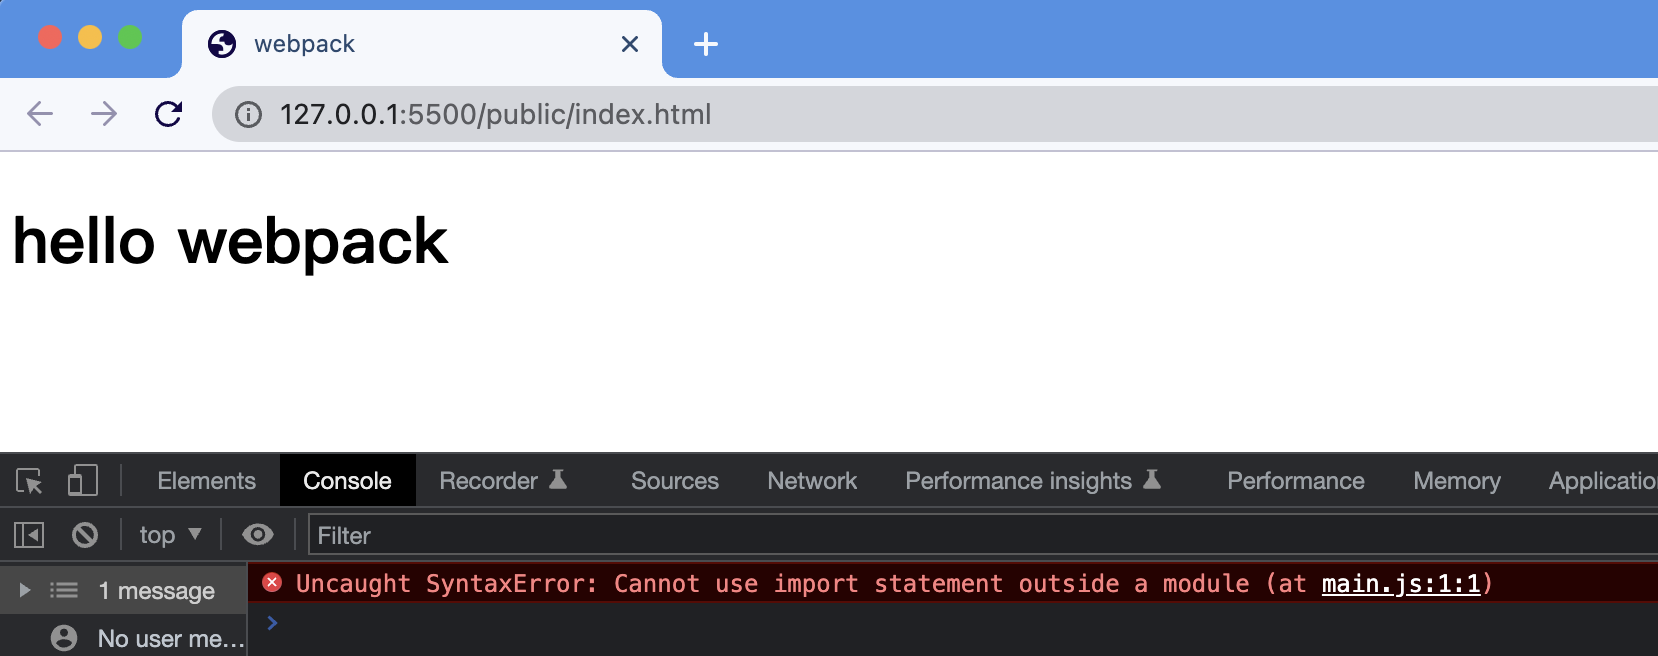 webpack
127.0.0.1:5500/public/index.html
hello webpack
Elements Console Recorder Sources Network Performance insights Performance Memory Applicatio
top Filter
1 message Uncaught SyntaxError: Cannot use import statement outside a module (at main.js:1:1)
No user me...